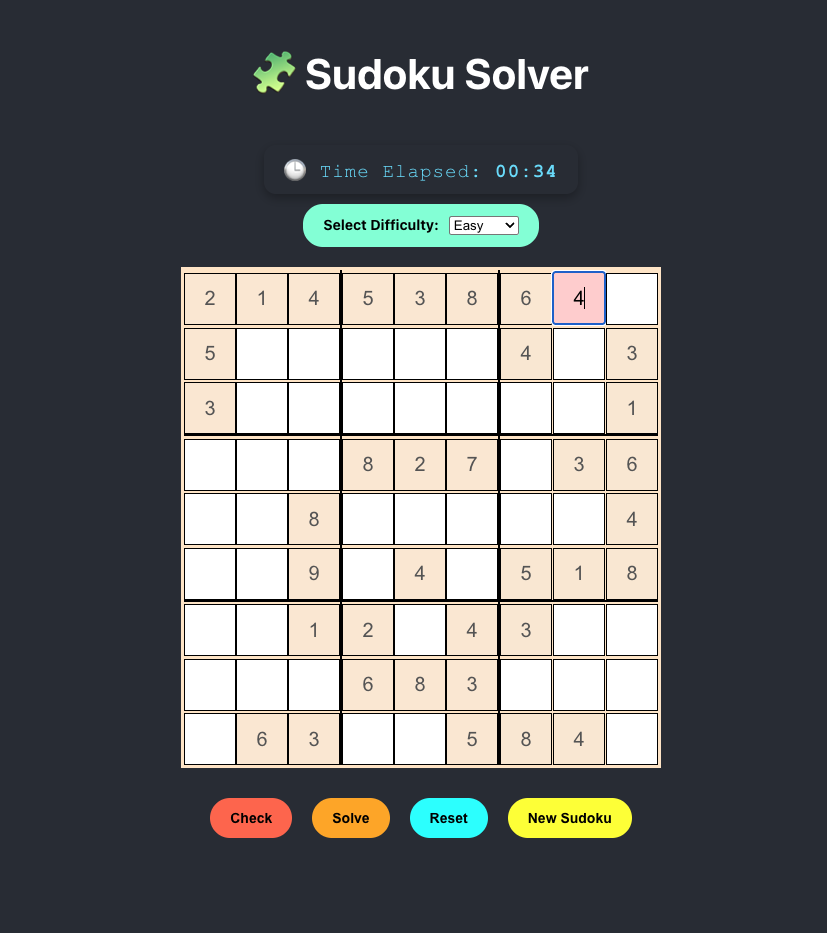 🧩 Sudoku Solver
🕒 Time Elapsed: 00:34
Select Difficulty: Easy
2 1 4 5 3 8 6 4
5 4 3
3 1
8 2 7 3 6
8 4
9 4 5 1 8
1 2 4 3
6 8 3
6 3 5 8 4
Check Solve Reset New Sudoku